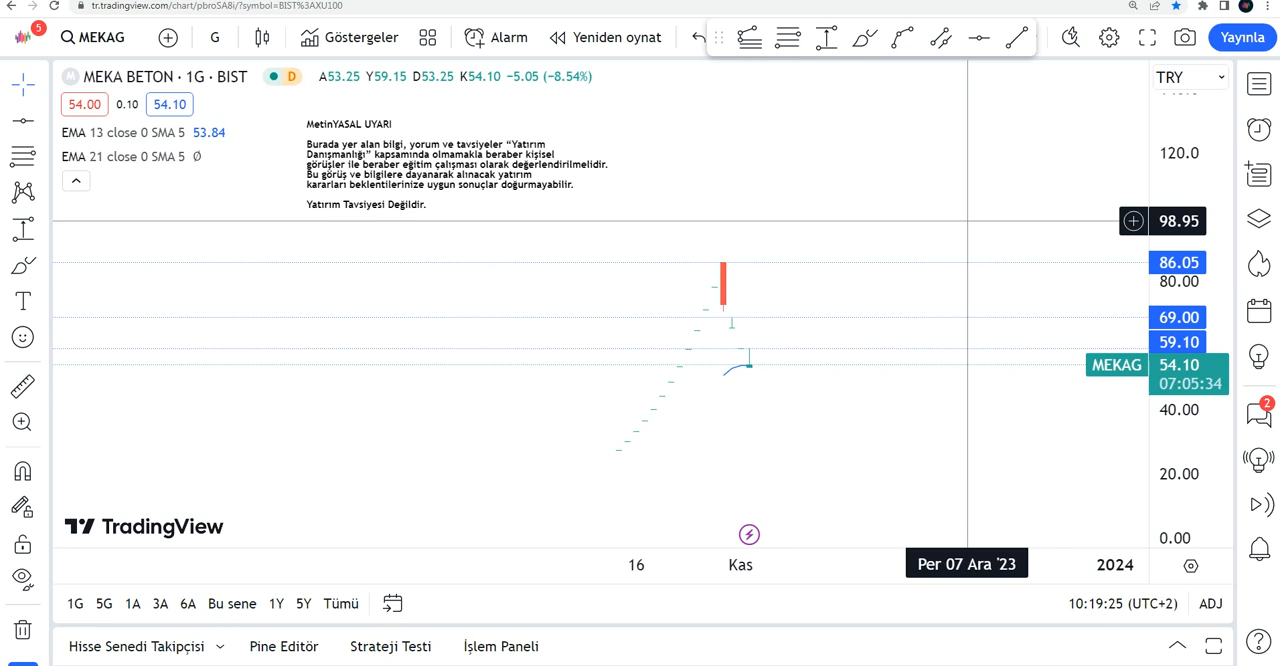 tr.tradingview.com/chart/pbroSA8i/?symbol=BIST%3AXU100
5
MEKAG
G
Göstergeler
Alarm
Yeniden oynat
Yayınla
M
MEKA BETON · 1G · BIST
D
A53.25 Y59.15 D53.25 K54.10 −5.05 (−8.54%)
TRY
54.00 0.10 54.10
EMA 13 close 0 SMA 5 53.84
EMA 21 close 0 SMA 5 Ø
MetinYASAL UYARI
Burada yer alan bilgi, yorum ve tavsiyeler “Yatırım
Danışmanlığı” kapsamında olmamakla beraber kişisel
görüşler ile beraber eğitim çalışması olarak değerlendirilmelidir.
Bu görüş ve bilgilere dayanarak alınacak yatırım
kararları beklentilerinize uygun sonuçlar doğurmayabilir.
Yatırım Tavsiyesi Değildir.
120.0
98.95
86.05
80.00
69.00
59.10
MEKAG 54.10
07:05:34
40.00
20.00
0.00
2
TradingView
16
Kas
Per 07 Ara '23
2024
1G 5G 1A 3A 6A Bu sene 1Y 5Y Tümü
10:19:25 (UTC+2)
ADJ
Hisse Senedi Takipçisi
Pine Editör
Strateji Testi
İşlem Paneli